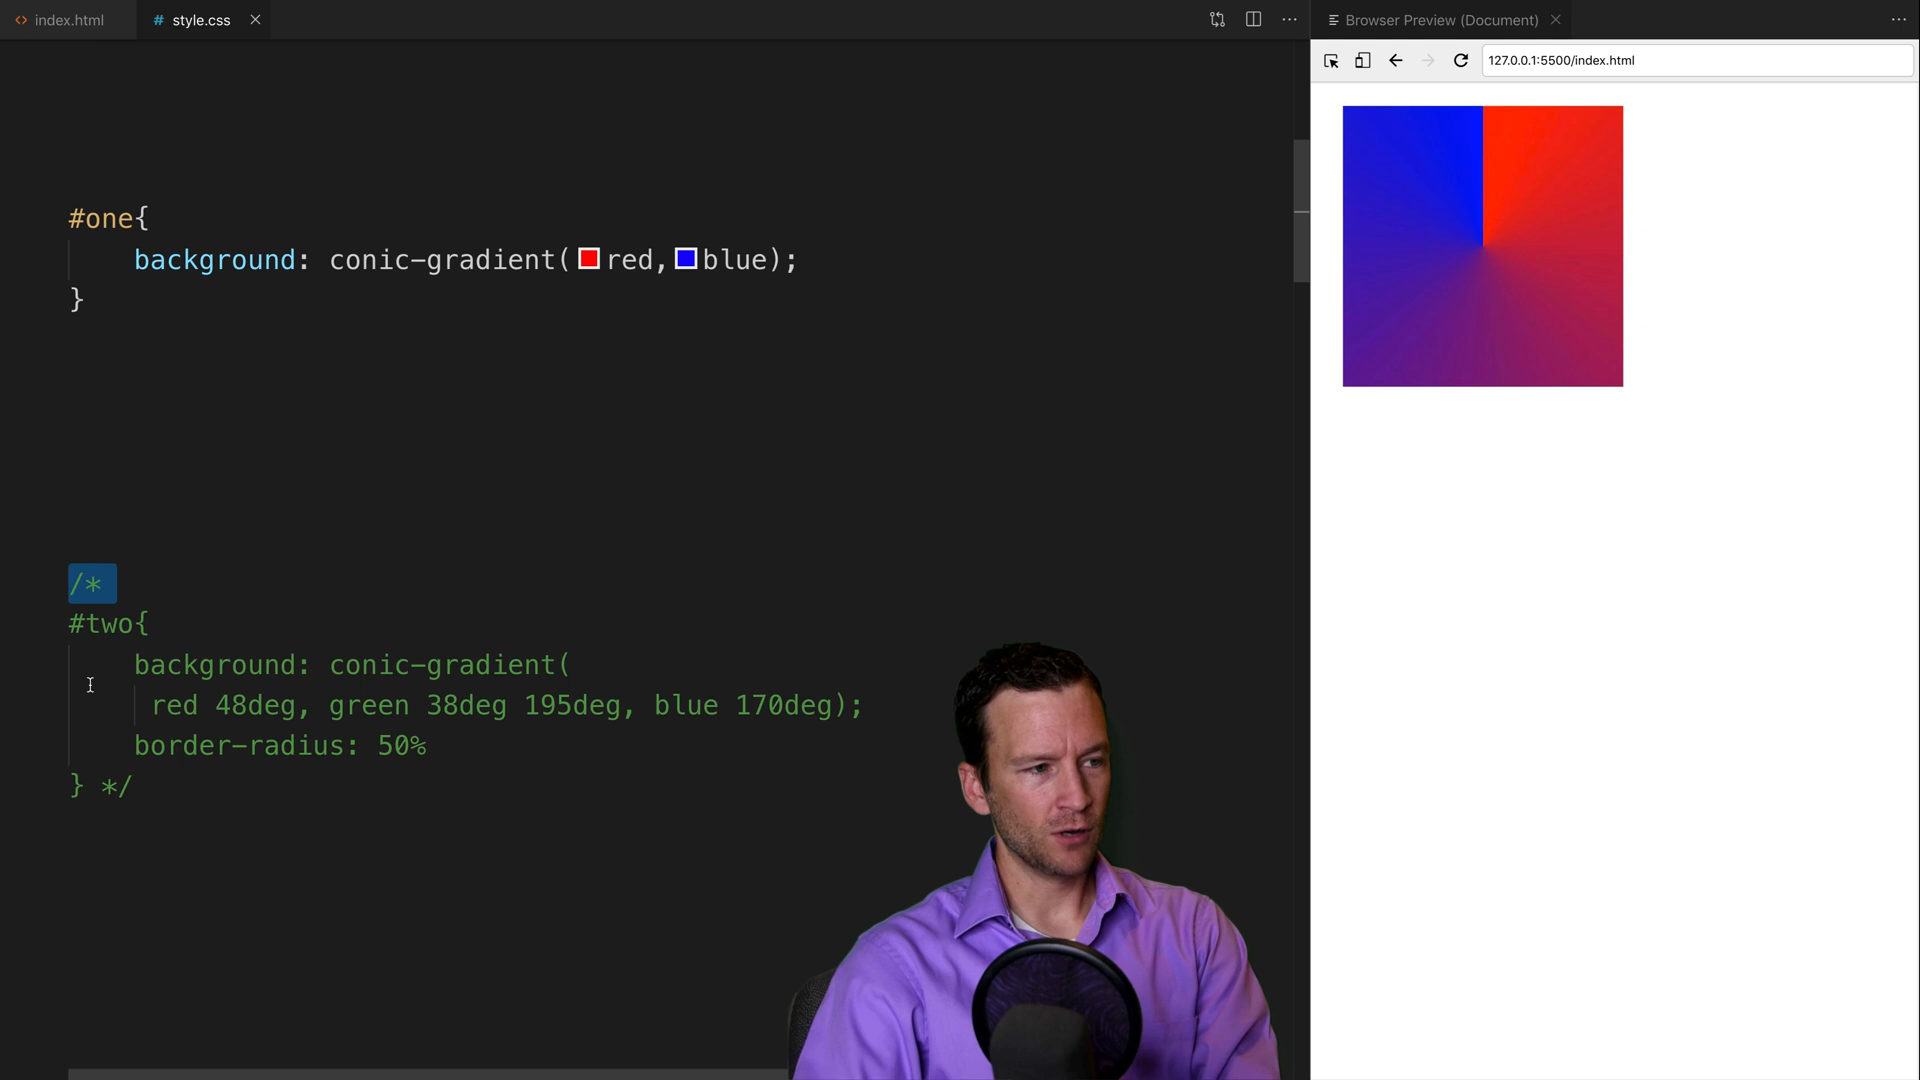 index.html
# style.css
Browser Preview (Document)
127.0.0.1:5500/index.html
#one{
background: conic-gradient(red,blue);
}
/*
#two{
background: conic-gradient(
red 48deg, green 38deg 195deg, blue 170deg);
border-radius: 50%
} */